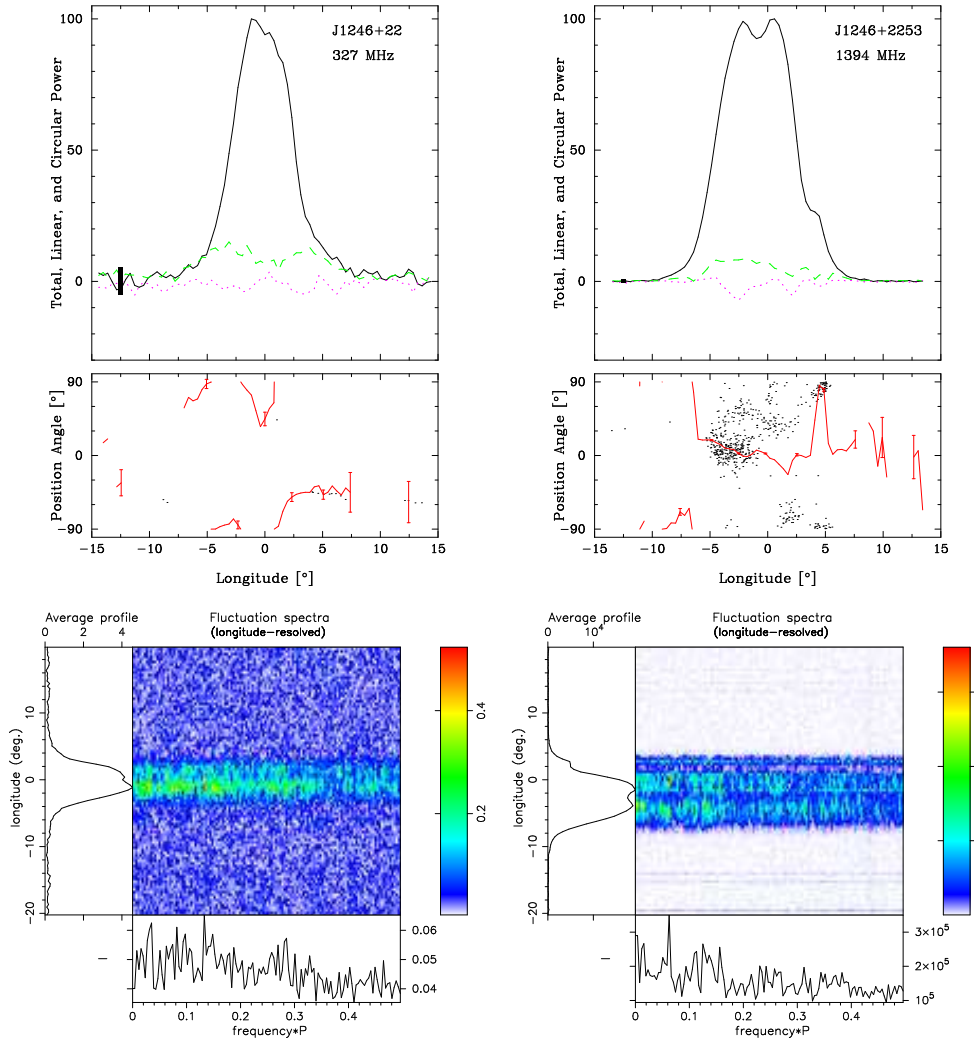 J1246+22
327 MHz
Total, Linear, and Circular Power
100
50
0
Position Angle [°]
90
0
−90
−15 −10 −5 0 5 10 15
Longitude [°]
J1246+2253
1394 MHz
Total, Linear, and Circular Power
100
50
0
Position Angle [°]
90
0
−90
−15 −10 −5 0 5 10 15
Longitude [°]
Average profile
0 2 4
Fluctuation spectra
(longitude−resolved)
longitude (deg.)
10
0
−10
−20
0.4
0.2
I
0.06
0.05
0.04
0 0.1 0.2 0.3 0.4
frequency*P
Average profile
0 10⁴
Fluctuation spectra
(longitude−resolved)
longitude (deg.)
10
0
−10
−20
I
3×10⁵
2×10⁵
10⁵
0 0.1 0.2 0.3 0.4
frequency*P